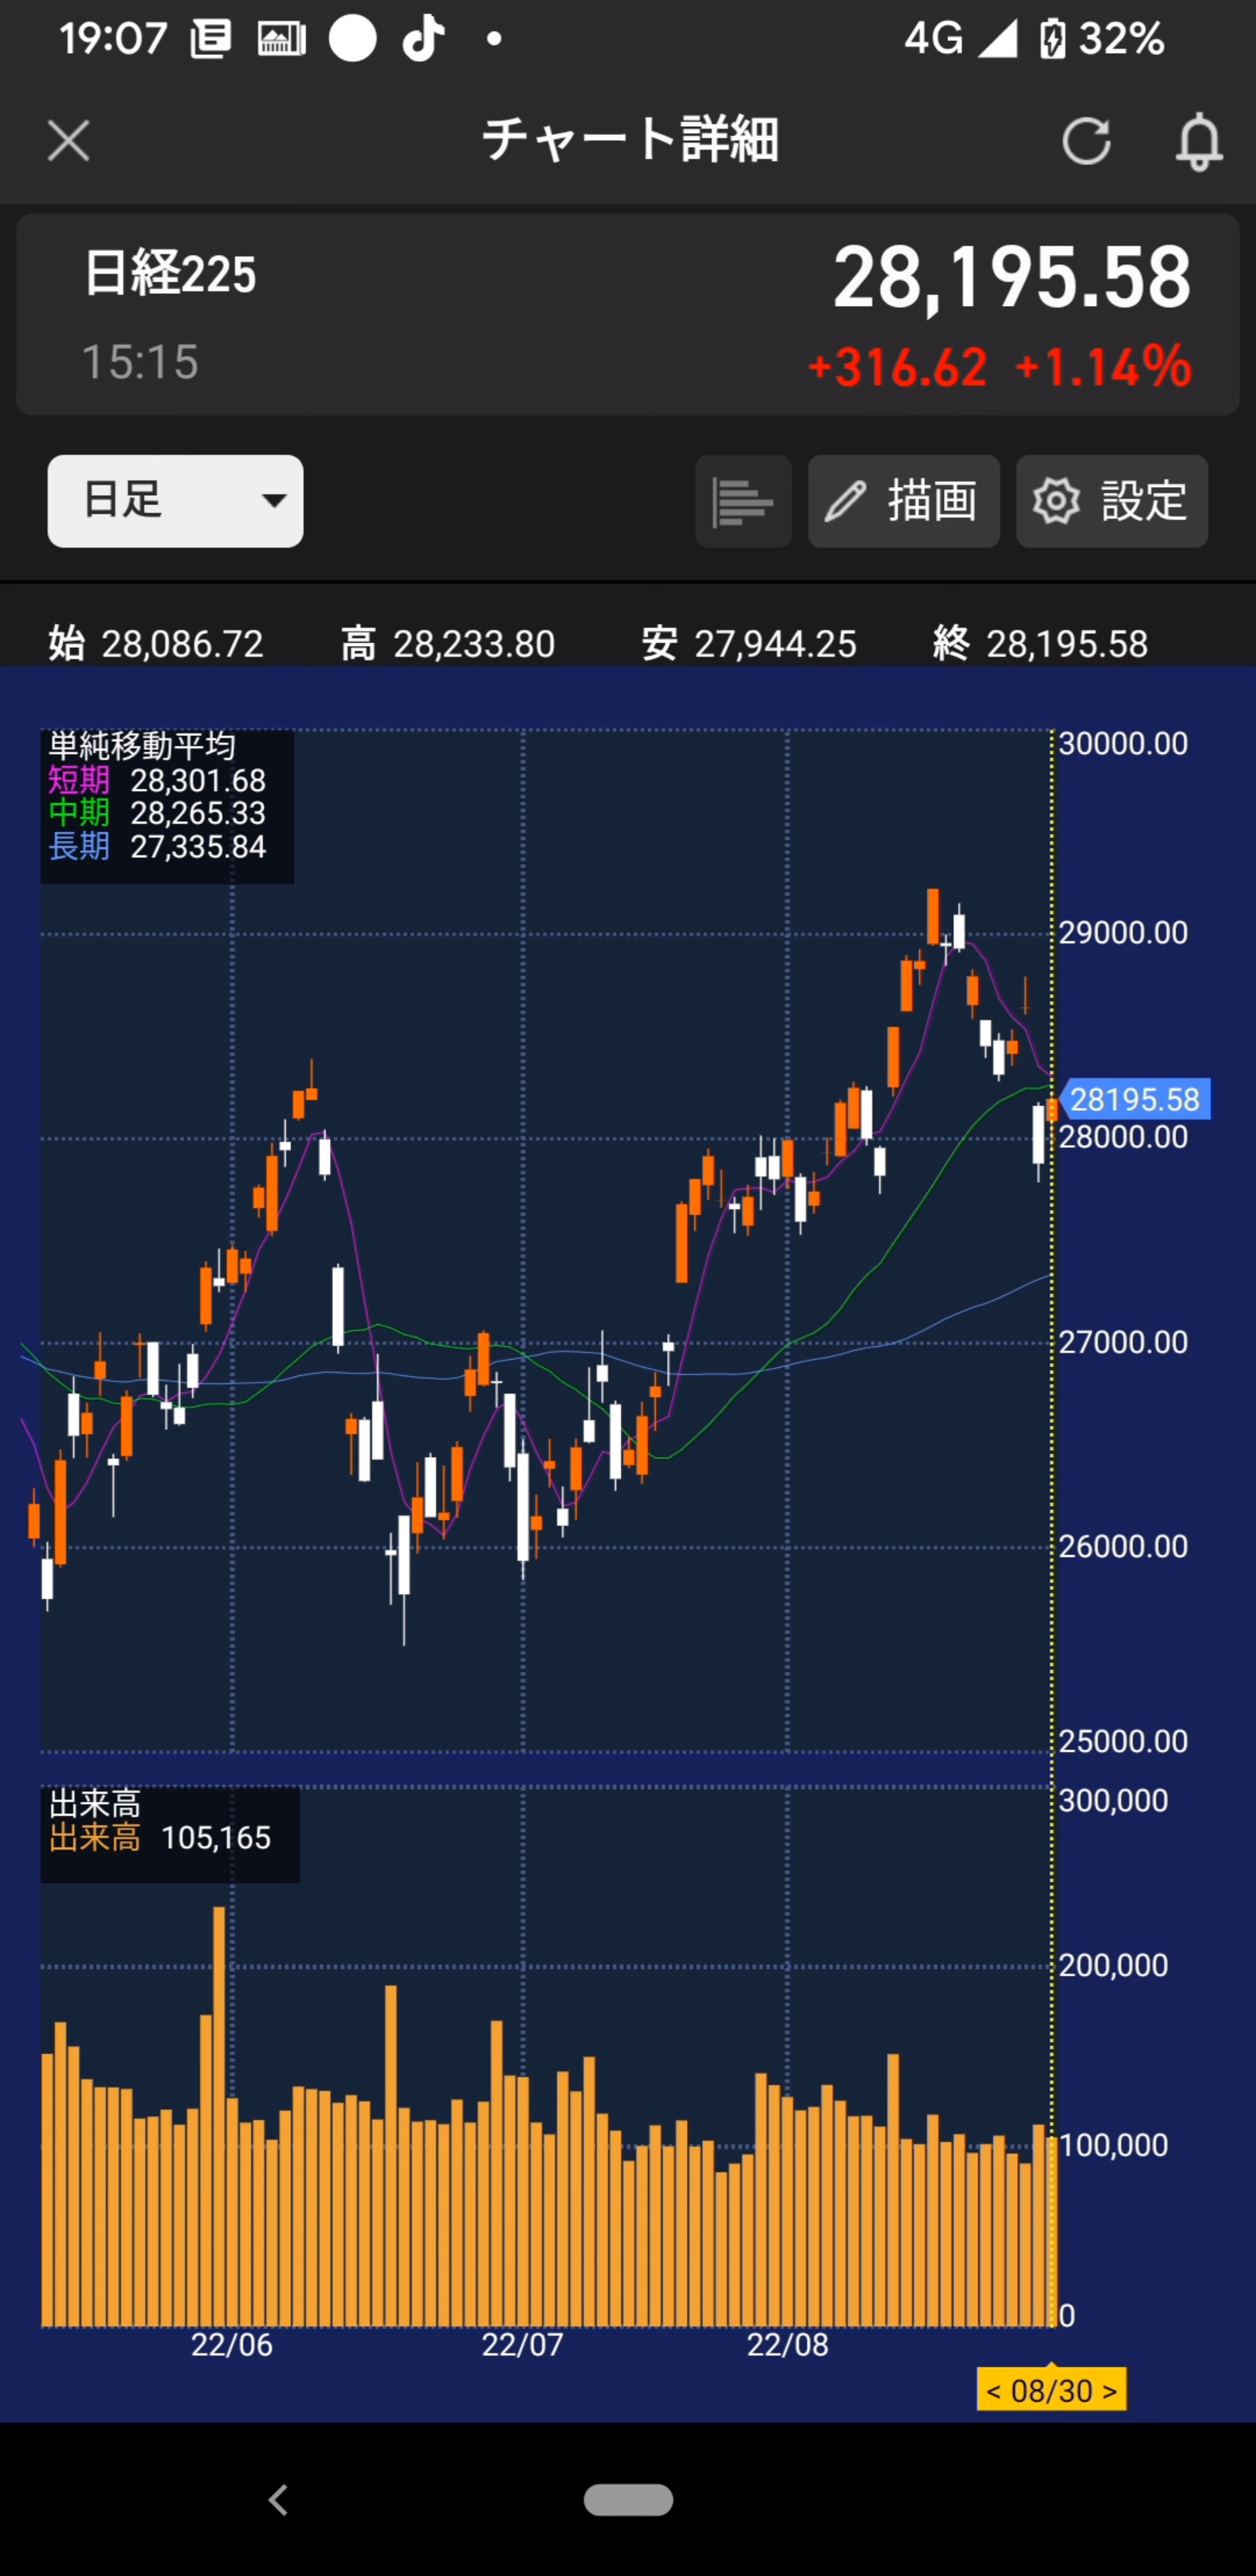 19:07 4G 32%
チャート詳細
日経225 28,195.58
15:15 +316.62 +1.14%
日足 描画 設定
始 28,086.72 高 28,233.80 安 27,944.25 終 28,195.58
単純移動平均 30000.00
短期 28,301.68
中期 28,265.33
長期 27,335.84
29000.00
28195.58
28000.00
27000.00
26000.00
25000.00
出来高 300,000
出来高 105,165
200,000
100,000
0
22/06 22/07 22/08
< 08/30 >